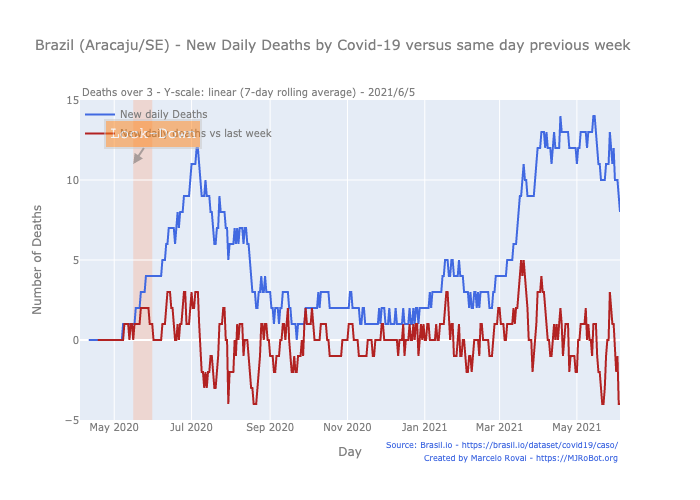 Brazil (Aracaju/SE) - New Daily Deaths by Covid-19 versus same day previous week
Deaths over 3 - Y-scale: linear (7-day rolling average) - 2021/6/5
15
New daily Deaths
New daily Deaths vs last week
Lock Down
10
5
0
−5
Number of Deaths
May 2020
Jul 2020
Sep 2020
Nov 2020
Jan 2021
Mar 2021
May 2021
Day
Source: Brasil.io - https://brasil.io/dataset/covid19/caso/
Created by Marcelo Rovai - https://MJRoBot.org